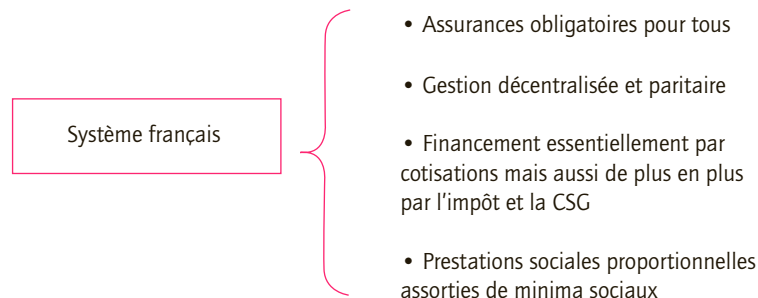 • Assurances obligatoires pour tous
• Gestion décentralisée et paritaire
Système français
• Financement essentiellement par
cotisations mais aussi de plus en plus
par l'impôt et la CSG
• Prestations sociales proportionnelles
assorties de minima sociaux